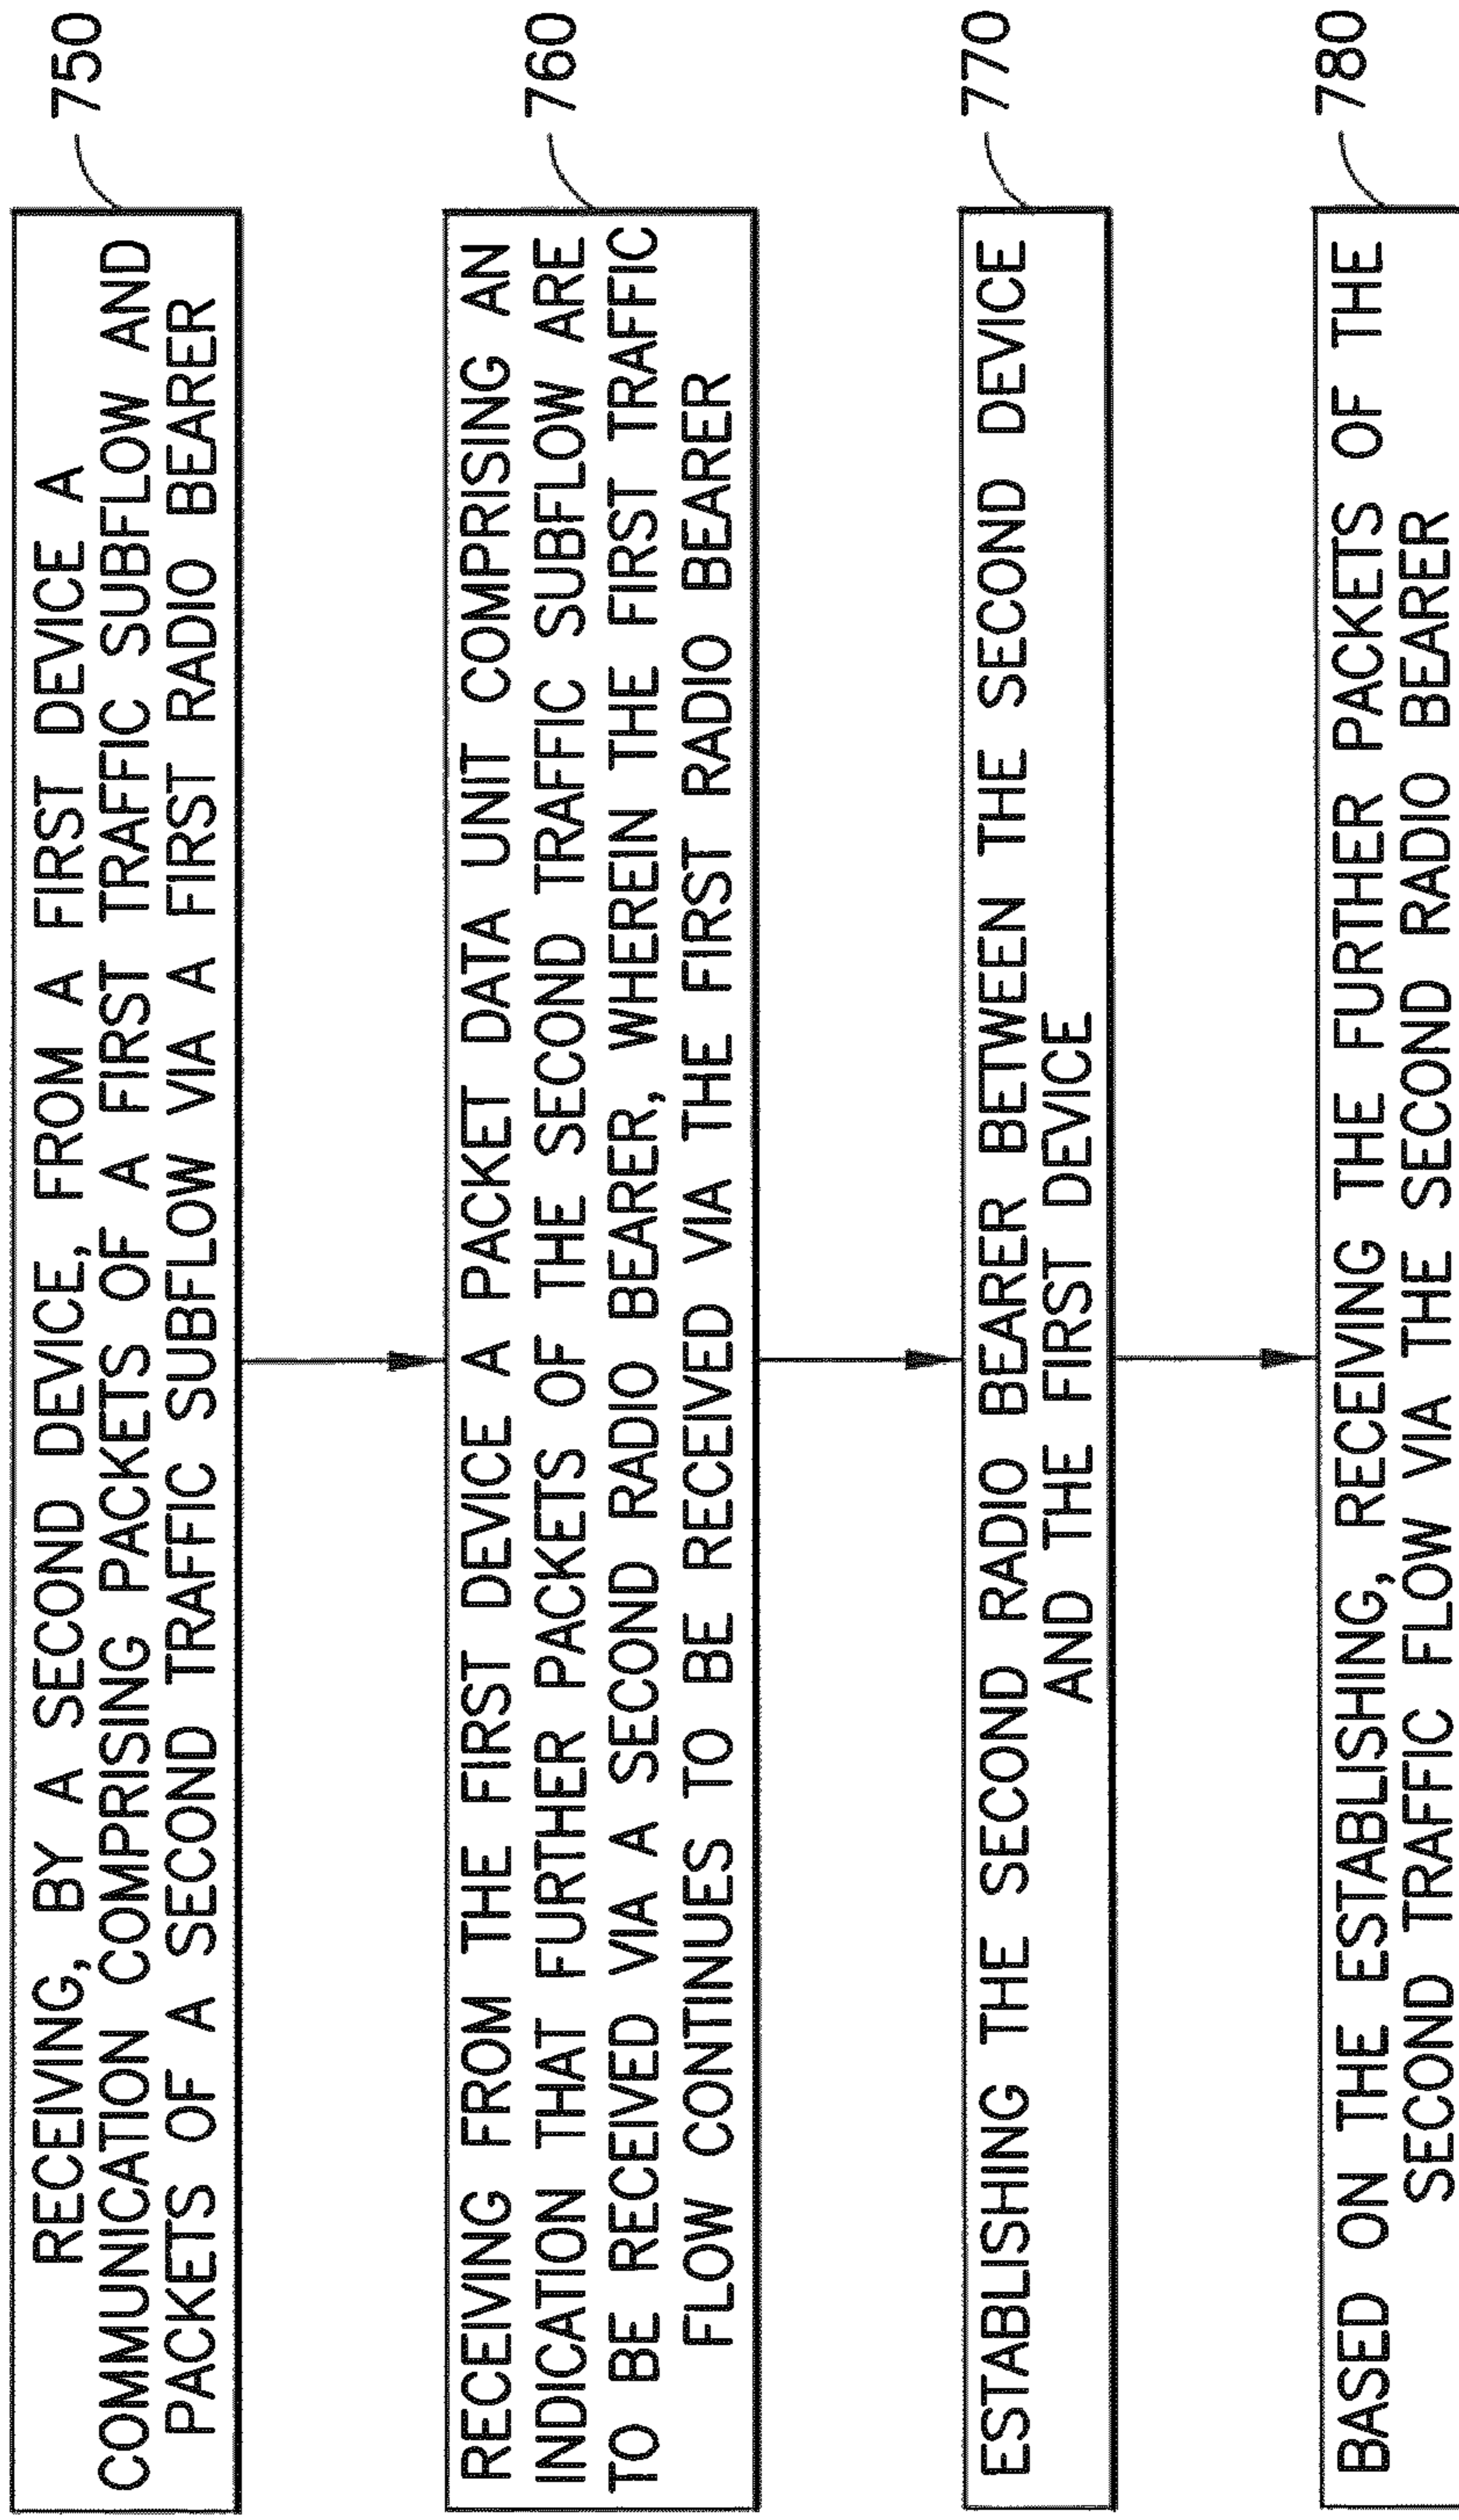 RECEIVING, BY A SECOND DEVICE, FROM A FIRST DEVICE A
COMMUNICATION COMPRISING PACKETS OF A FIRST TRAFFIC SUBFLOW AND
PACKETS OF A SECOND TRAFFIC SUBFLOW VIA A FIRST RADIO BEARER
750
RECEIVING FROM THE FIRST DEVICE A PACKET DATA UNIT COMPRISING AN
INDICATION THAT FURTHER PACKETS OF THE SECOND TRAFFIC SUBFLOW ARE
TO BE RECEIVED VIA A SECOND RADIO BEARER, WHEREIN THE FIRST TRAFFIC
FLOW CONTINUES TO BE RECEIVED VIA THE FIRST RADIO BEARER
760
ESTABLISHING THE SECOND RADIO BEARER BETWEEN THE SECOND DEVICE
AND THE FIRST DEVICE
770
BASED ON THE ESTABLISHING, RECEIVING THE FURTHER PACKETS OF THE
SECOND TRAFFIC FLOW VIA THE SECOND RADIO BEARER
780